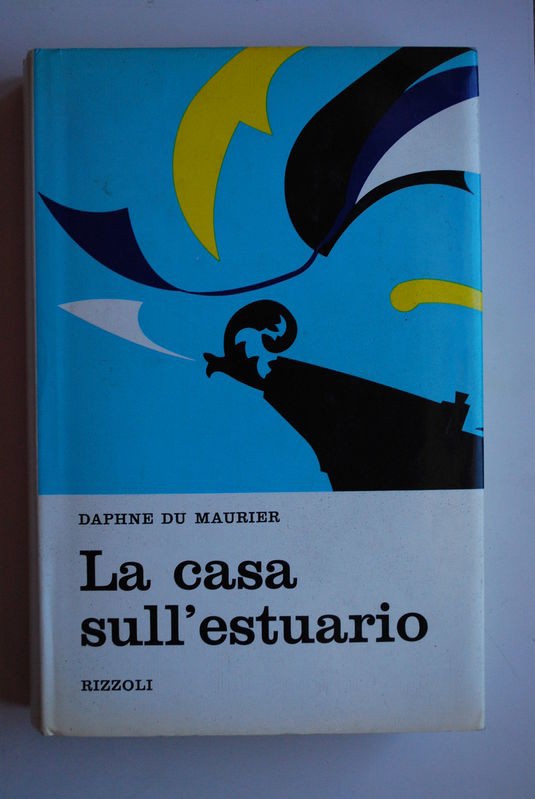 DAPHNE DU MAURIER
La casa
sull'estuario
RIZZOLI